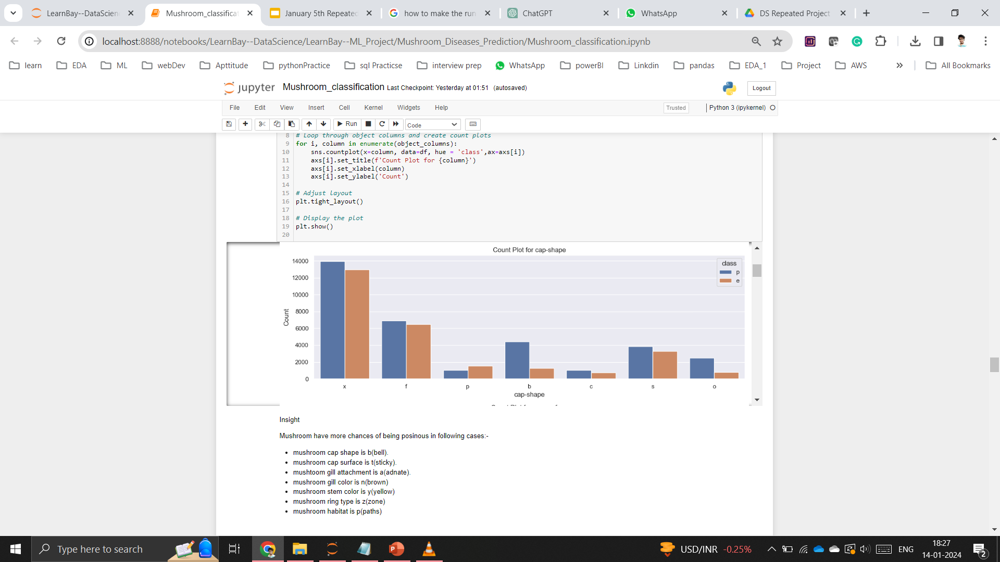 LearnBay--DataScien
Mushroom_classificat
January 5th Repeated
how to make the run
ChatGPT
WhatsApp
DS Repeated Project
localhost:8888/notebooks/LearnBay--DataScience/LearnBay--ML_Project/Mushroom_Diseases_Prediction/Mushroom_classification.ipynb
learn EDA ML webDev Apttitude pythonPractice sql Practicse interview prep WhatsApp powerBI Linkdin pandas EDA_1 Project AWS » All Bookmarks
jupyter Mushroom_classification Last Checkpoint: Yesterday at 01:51 (autosaved) Logout
File Edit View Insert Cell Kernel Widgets Help Trusted Python 3 (ipykernel)
Run Code
8 # Loop through object columns and create count plots
9 for i, column in enumerate(object_columns):
10 sns.countplot(x=column, data=df, hue = 'class',ax=axs[i])
11 axs[i].set_title(f'Count Plot for {column}')
12 axs[i].set_xlabel(column)
13 axs[i].set_ylabel('Count')
14
15 # Adjust layout
16 plt.tight_layout()
17
18 # Display the plot
19 plt.show()
20
Count Plot for cap-shape
14000
12000
10000
8000
6000
4000
2000
0
Count
class
p
e
x f p b c s o
cap-shape
Insight
Mushroom have more chances of being posinous in following cases:-
• mushroom cap shape is b(bell).
• mushroom cap surface is t(sticky).
• mushtoom gill attachment is a(adnate).
• mushroom gill color is n(brown)
• mushroom stem color is y(yellow)
• mushroom ring type is z(zone)
• mushroom habitat is p(paths)
Type here to search
USD/INR -0.25%
ENG
18:27
14-01-2024
2